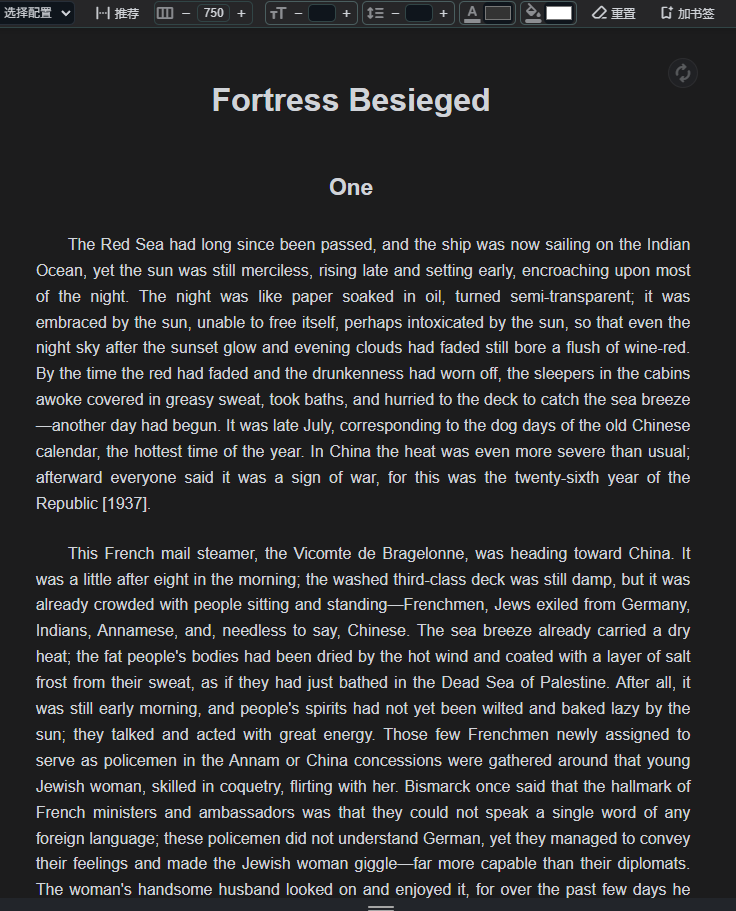 选择配置 推荐 750 重置 加书签
Fortress Besieged
One
The Red Sea had long since been passed, and the ship was now sailing on the Indian
Ocean, yet the sun was still merciless, rising late and setting early, encroaching upon most
of the night. The night was like paper soaked in oil, turned semi-transparent; it was
embraced by the sun, unable to free itself, perhaps intoxicated by the sun, so that even the
night sky after the sunset glow and evening clouds had faded still bore a flush of wine-red.
By the time the red had faded and the drunkenness had worn off, the sleepers in the cabins
awoke covered in greasy sweat, took baths, and hurried to the deck to catch the sea breeze
—another day had begun. It was late July, corresponding to the dog days of the old Chinese
calendar, the hottest time of the year. In China the heat was even more severe than usual;
afterward everyone said it was a sign of war, for this was the twenty-sixth year of the
Republic [1937].
This French mail steamer, the Vicomte de Bragelonne, was heading toward China. It
was a little after eight in the morning; the washed third-class deck was still damp, but it was
already crowded with people sitting and standing—Frenchmen, Jews exiled from Germany,
Indians, Annamese, and, needless to say, Chinese. The sea breeze already carried a dry
heat; the fat people's bodies had been dried by the hot wind and coated with a layer of salt
frost from their sweat, as if they had just bathed in the Dead Sea of Palestine. After all, it
was still early morning, and people's spirits had not yet been wilted and baked lazy by the
sun; they talked and acted with great energy. Those few Frenchmen newly assigned to
serve as policemen in the Annam or China concessions were gathered around that young
Jewish woman, skilled in coquetry, flirting with her. Bismarck once said that the hallmark of
French ministers and ambassadors was that they could not speak a single word of any
foreign language; these policemen did not understand German, yet they managed to convey
their feelings and made the Jewish woman giggle—far more capable than their diplomats.
The woman's handsome husband looked on and enjoyed it, for over the past few days he